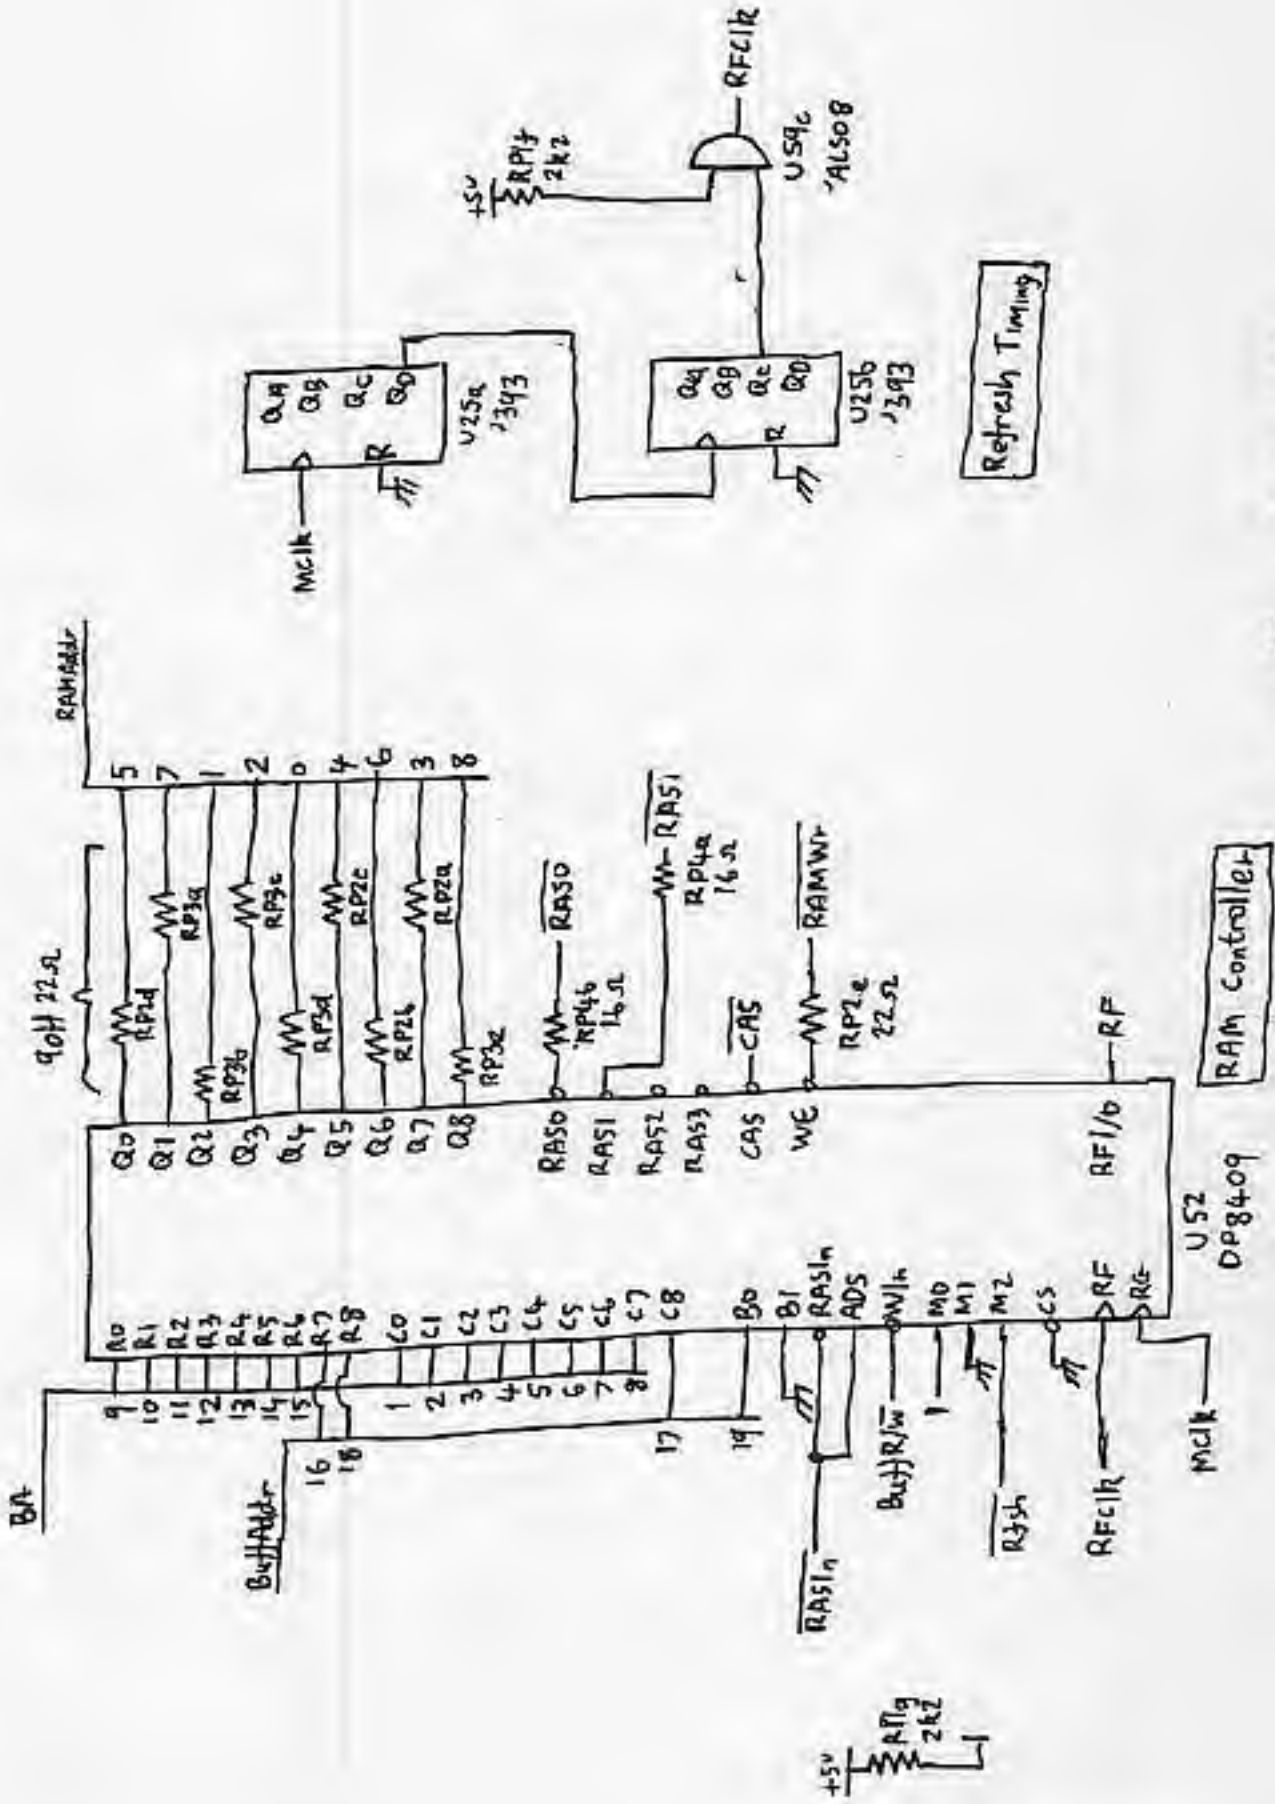 BA
BuffAddr
9 R0
10 R1
11 R2
12 R3
13 R4
14 R5
15 R6
16 R7
18 R8
1 C0
2 C1
3 C2
4 C3
5 C4
6 C5
7 C6
8 C7
17 C8
19 B0
B1
RASIn RASIn
ADS
BuffR/W WIn
1 M0
M1
Rfsh M2
CS
RFClk RF
MClk RG
+5v
RP1g
2k2
1
9 off 22Ω
RAMAddr
Q0 RP2d 5
Q1 RP3a 7
Q2 RP3b 1
Q3 RP3c 2
Q4 RP3d 0
Q5 RP2c 4
Q6 RP2b 6
Q7 RP2a 3
Q8 RP3e 8
RAS0 RAS0
RP4b
16Ω
RAS1 RAS1
RP4a
16Ω
RAS2
RAS3
CAS CAS
WE RAMWr
RP2e
22Ω
RFI/O RF
U52
DP8409
RAM Controller
MClk
QA
QB
QC
QD
R
U25a
'393
QA
QB
QC
QD
R
U25b
'393
+5v
RP1f
2k2
RFClk
U59c
'ALS08
Refresh Timing